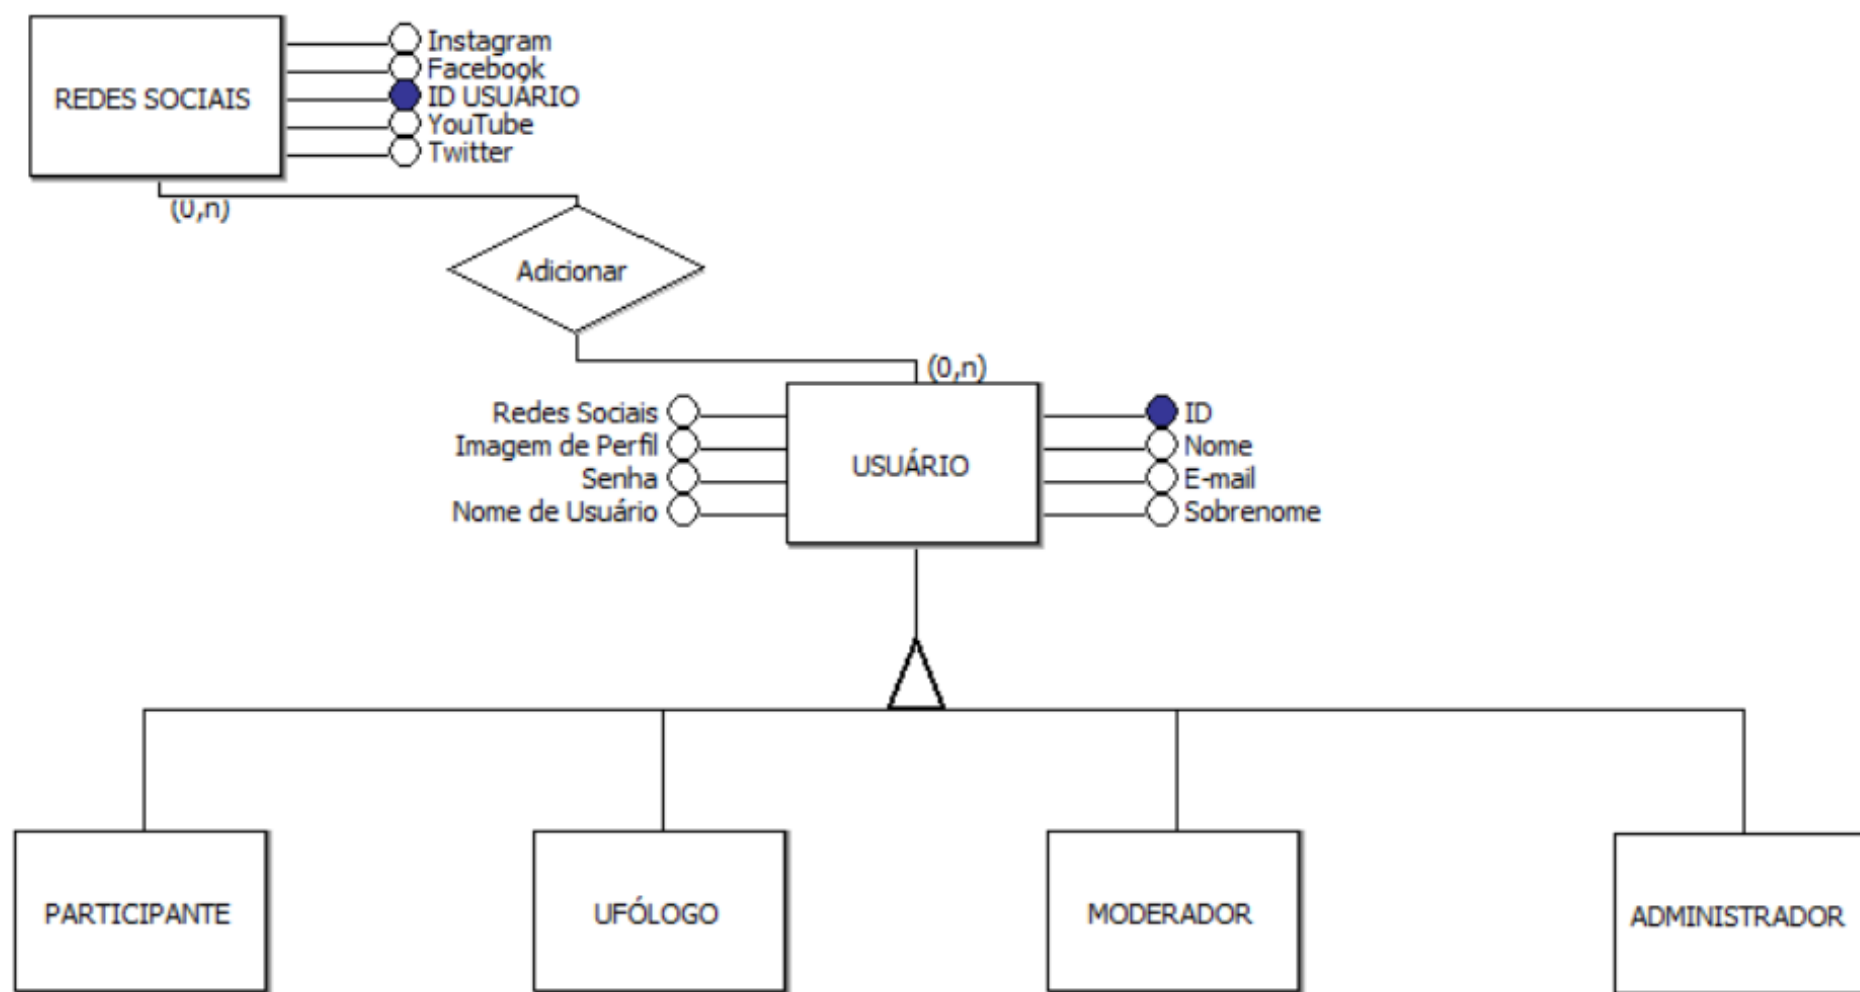 Instagram
Facebook
REDES SOCIAIS
ID USUÁRIO
YouTube
Twitter
(0,n)
Adicionar
(0,n)
Redes Sociais
Imagem de Perfil
Senha
Nome de Usuário
USUÁRIO
ID
Nome
E-mail
Sobrenome
PARTICIPANTE
UFÓLOGO
MODERADOR
ADMINISTRADOR